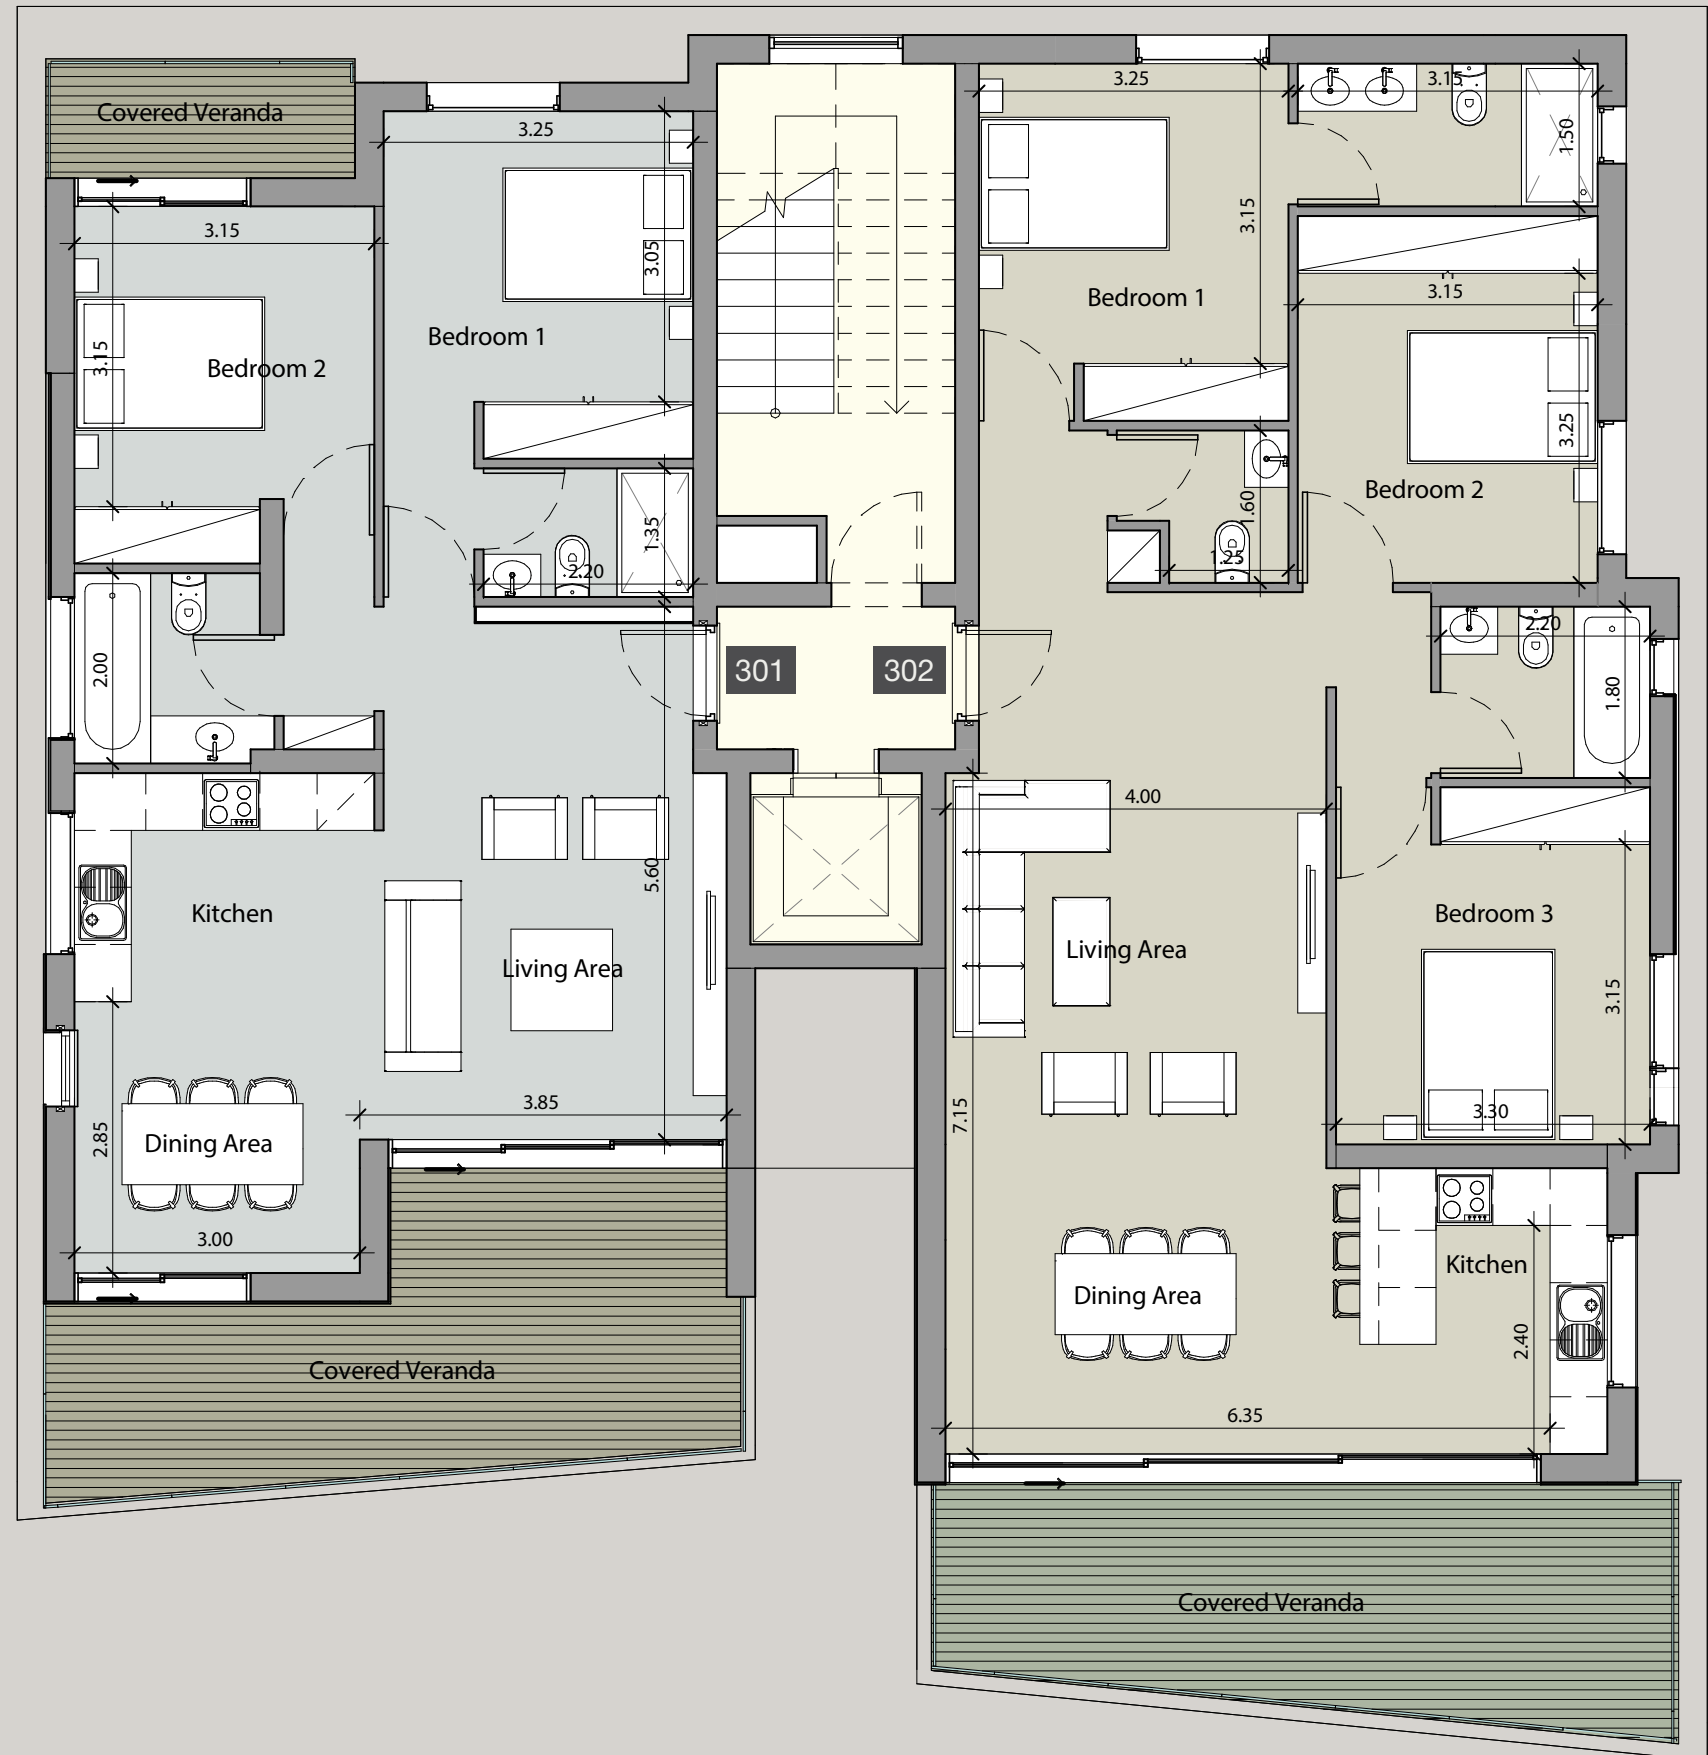 Covered Veranda
3.25
3.15
Bedroom 2
3.15
3.05
Bedroom 1
1.35
2.20
2.00
Kitchen
5.60
Living Area
3.85
2.85
Dining Area
3.00
Covered Veranda
301
302
3.25
3.15
1.50
3.15
Bedroom 1
3.15
3.25
Bedroom 2
1.60
1.25
2.20
1.80
4.00
Living Area
Bedroom 3
3.15
3.30
7.15
Dining Area
Kitchen
2.40
6.35
Covered Veranda